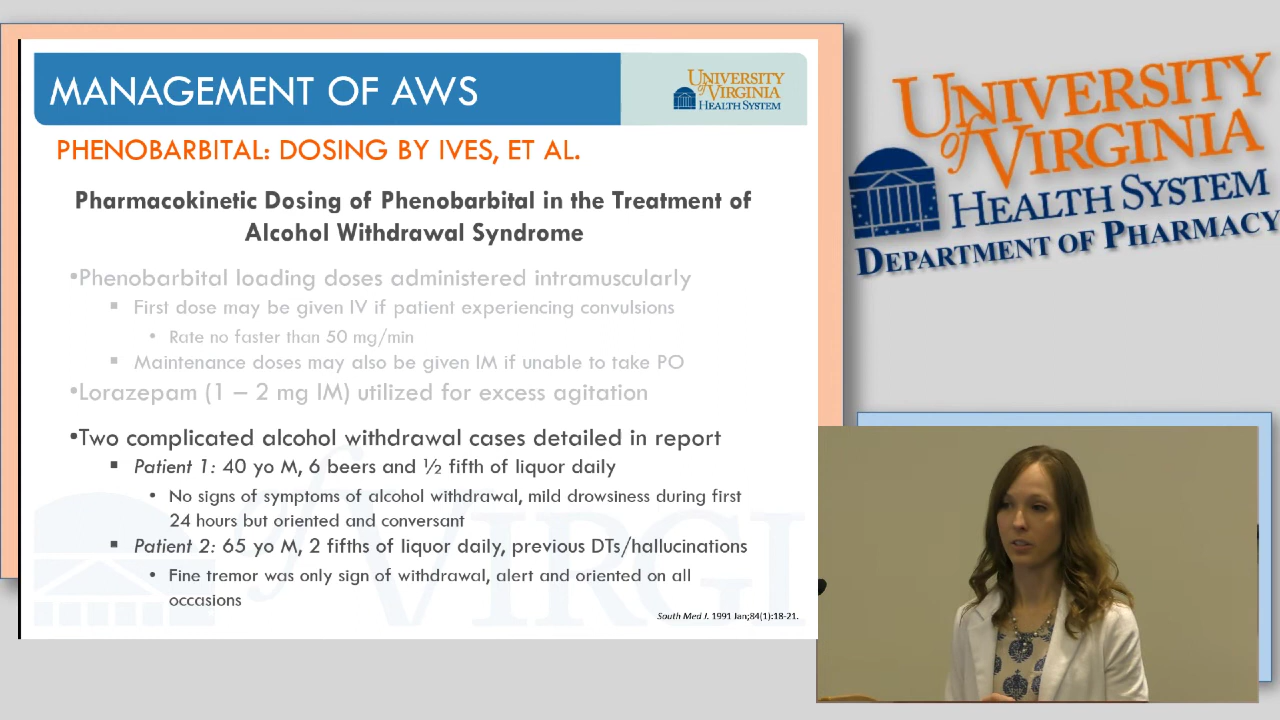 MANAGEMENT OF AWS
UNIVERSITY
of VIRGINIA
HEALTH SYSTEM
PHENOBARBITAL: DOSING BY IVES, ET AL.
Pharmacokinetic Dosing of Phenobarbital in the Treatment of
Alcohol Withdrawal Syndrome
•Phenobarbital loading doses administered intramuscularly
▪ First dose may be given IV if patient experiencing convulsions
• Rate no faster than 50 mg/min
▪ Maintenance doses may also be given IM if unable to take PO
•Lorazepam (1 – 2 mg IM) utilized for excess agitation
•Two complicated alcohol withdrawal cases detailed in report
▪ Patient 1: 40 yo M, 6 beers and ½ fifth of liquor daily
• No signs of symptoms of alcohol withdrawal, mild drowsiness during first
24 hours but oriented and conversant
▪ Patient 2: 65 yo M, 2 fifths of liquor daily, previous DTs/hallucinations
• Fine tremor was only sign of withdrawal, alert and oriented on all
occasions
South Med J. 1991 Jan;84(1):18-21.
of VIRGI
UNIVERSITY
of VIRGINIA
HEALTH SYSTEM
DEPARTMENT OF PHARMACY